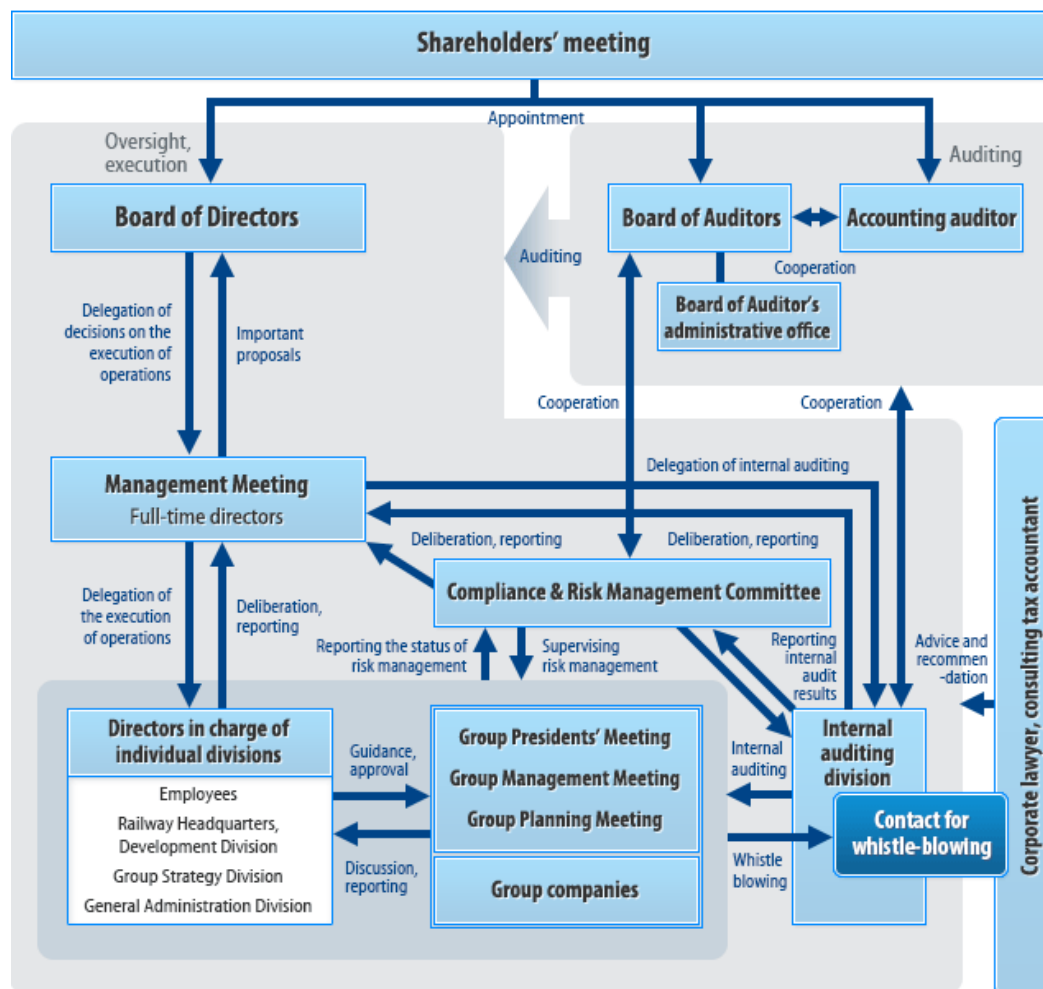 Shareholders' meeting
Appointment
Oversight,
execution
Auditing
Board of Directors
Board of Auditors
Accounting auditor
Auditing
Cooperation
Board of Auditor's
administrative office
Delegation of
decisions on the
execution of
operations
Important
proposals
Cooperation
Cooperation
Management Meeting
Full-time directors
Delegation of internal auditing
Deliberation, reporting
Deliberation, reporting
Compliance & Risk Management Committee
Delegation of
the execution
of operations
Deliberation,
reporting
Reporting the status of
risk management
Supervising
risk management
Reporting
internal
audit
results
Advice and
recommen
-dation
Corporate lawyer, consulting tax accountant
Directors in charge of
individual divisions
Employees
Railway Headquarters,
Development Division
Group Strategy Division
General Administration Division
Guidance,
approval
Discussion,
reporting
Group Presidents' Meeting
Group Management Meeting
Group Planning Meeting
Group companies
Internal
auditing
Whistle
blowing
Internal
auditing
division
Contact for
whistle-blowing